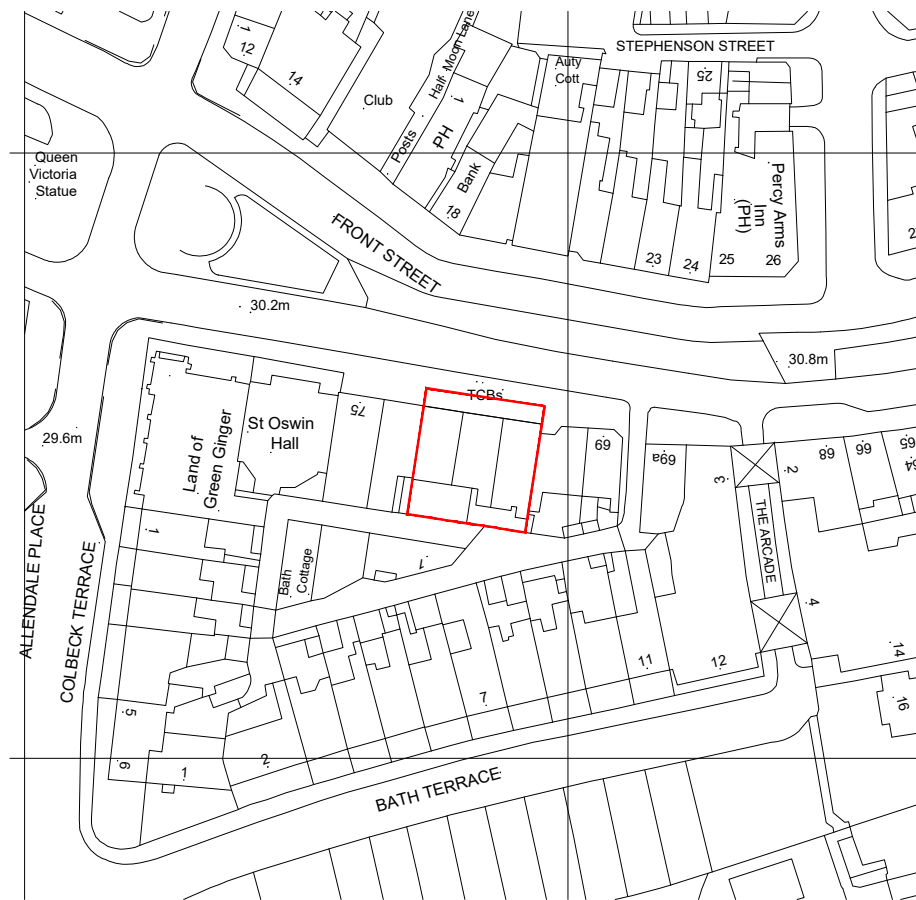 STEPHENSON STREET
1
12
14
Club
Half Moon Lane
Posts
1
PH
Bank
18
Auty
Cott
25
Percy Arms
Inn
(PH)
23
24
25
26
Queen
Victoria
Statue
FRONT STREET
30.2m
30.8m
29.6m
TCBs
75
St Oswin
Hall
Land of
Green Ginger
69
69a
3
2
68
66
65
64
THE ARCADE
4
14
16
ALLENDALE PLACE
COLBECK TERRACE
1
Bath
Cottage
1
7
11
12
5
6
1
2
BATH TERRACE